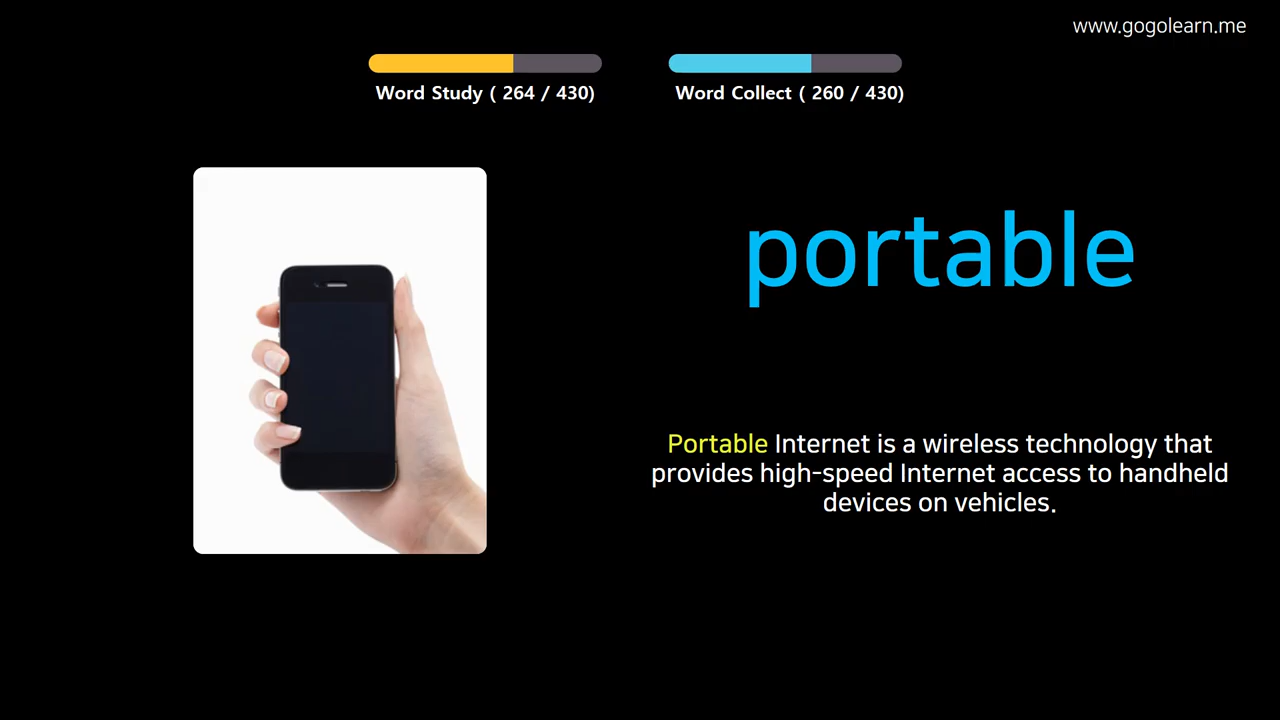 www.gogolearn.me
Word Study ( 264 / 430)
Word Collect ( 260 / 430)
portable
Portable Internet is a wireless technology that
provides high-speed Internet access to handheld
devices on vehicles.